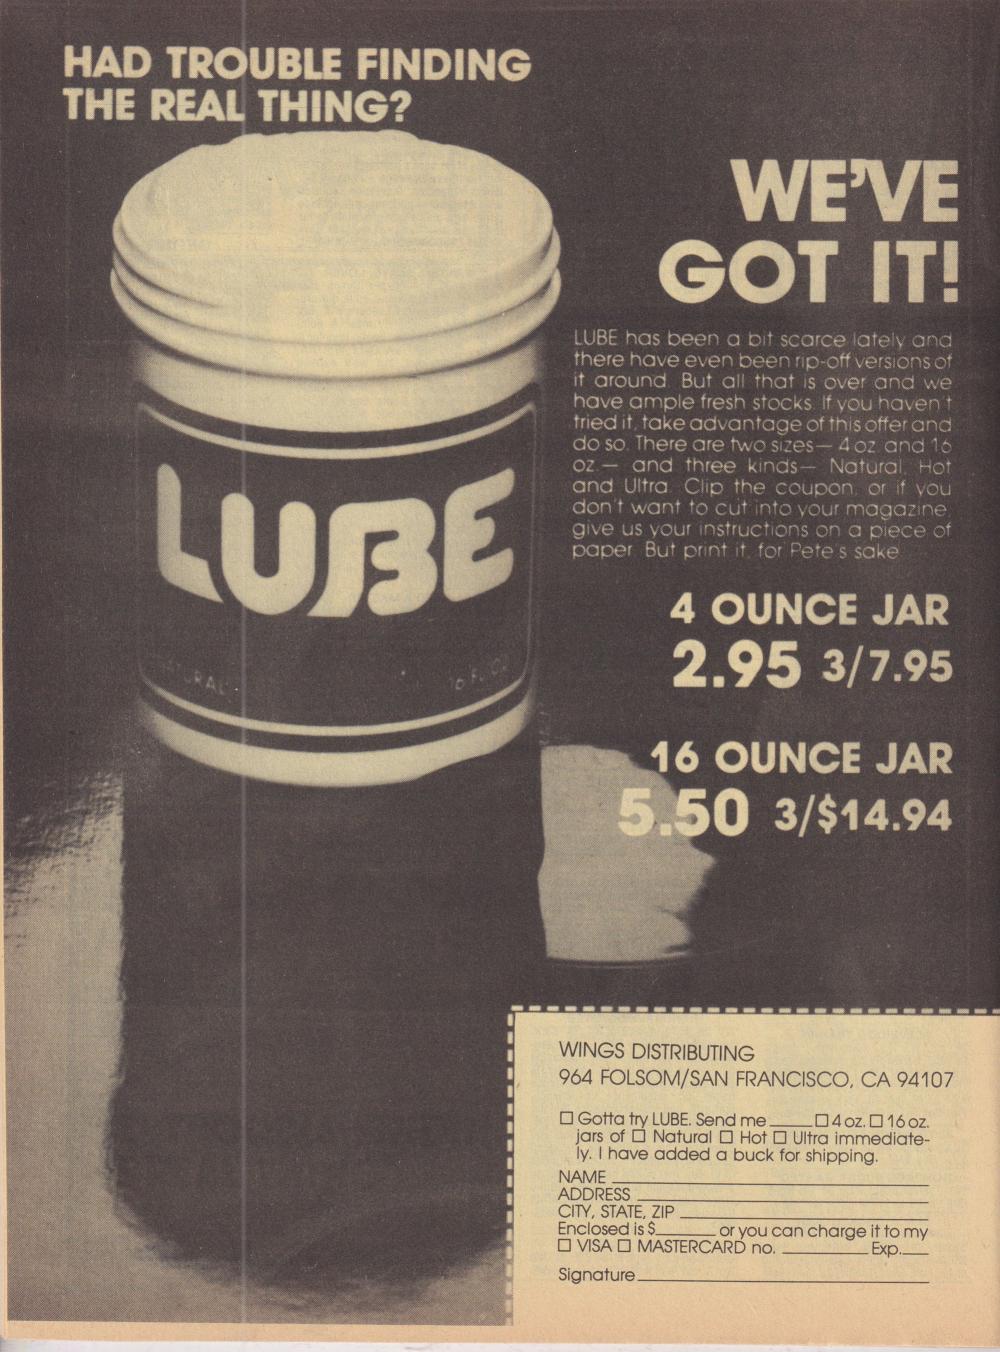 HAD TROUBLE FINDING
THE REAL THING?
WE'VE
GOT IT!
LUBE has been a bit scarce lately and
there have even been rip-off versions of
it around. But all that is over and we
have ample fresh stocks. If you haven't
tried it, take advantage of this offer and
do so. There are two sizes— 4 oz. and 16
oz.— and three kinds— Natural, Hot
and Ultra. Clip the coupon, or if you
don't want to cut into your magazine,
give us your instructions on a piece of
paper. But print it, for Pete's sake.
LUBE
NATURAL
16 FL. OZ.
4 OUNCE JAR
2.95 3/7.95
16 OUNCE JAR
5.50 3/$14.94
WINGS DISTRIBUTING
964 FOLSOM/SAN FRANCISCO, CA 94107
☐ Gotta try LUBE. Send me ____ ☐ 4 oz. ☐ 16 oz.
jars of ☐ Natural ☐ Hot ☐ Ultra immediate-
ly. I have added a buck for shipping.
NAME
ADDRESS
CITY, STATE, ZIP
Enclosed is $______ or you can charge it to my
☐ VISA ☐ MASTERCARD no. ________ Exp.___
Signature